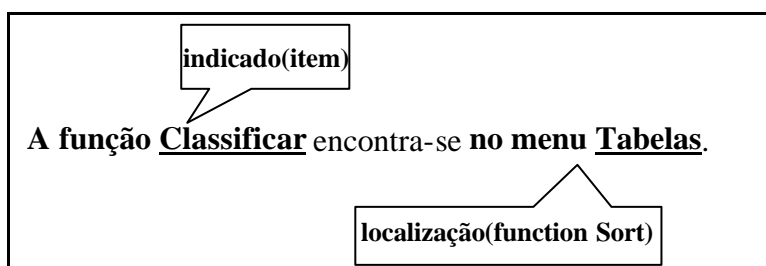 indicado(item)
A função Classificar encontra-se no menu Tabelas.
localização(function Sort)